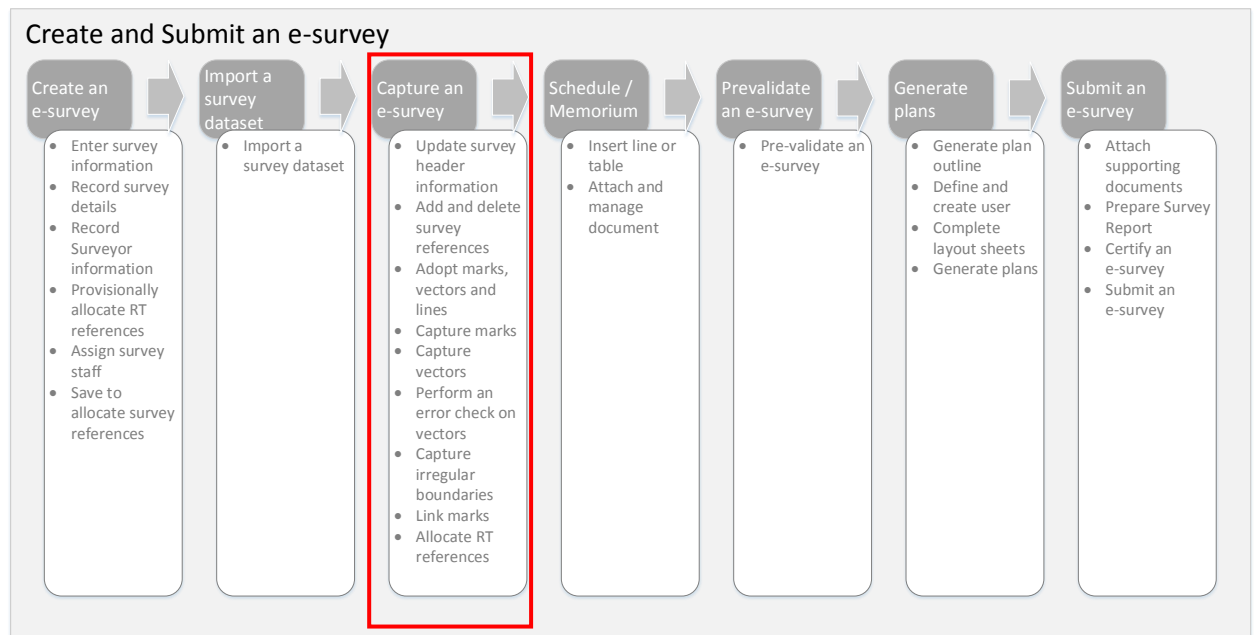 Create and Submit an e-survey
Create an
e-survey
• Enter survey
information
• Record survey
details
• Record
Surveyor
information
• Provisionally
allocate RT
references
• Assign survey
staff
• Save to
allocate survey
references
Import a
survey
dataset
• Import a
survey dataset
Capture an
e-survey
• Update survey
header
information
• Add and delete
survey
references
• Adopt marks,
vectors and
lines
• Capture marks
• Capture
vectors
• Perform an
error check on
vectors
• Capture
irregular
boundaries
• Link marks
• Allocate RT
references
Schedule /
Memorium
• Insert line or
table
• Attach and
manage
document
Prevalidate
an e-survey
• Pre-validate an
e-survey
Generate
plans
• Generate plan
outline
• Define and
create user
• Complete
layout sheets
• Generate plans
Submit an
e-survey
• Attach
supporting
documents
• Prepare Survey
Report
• Certify an
e-survey
• Submit an
e-survey